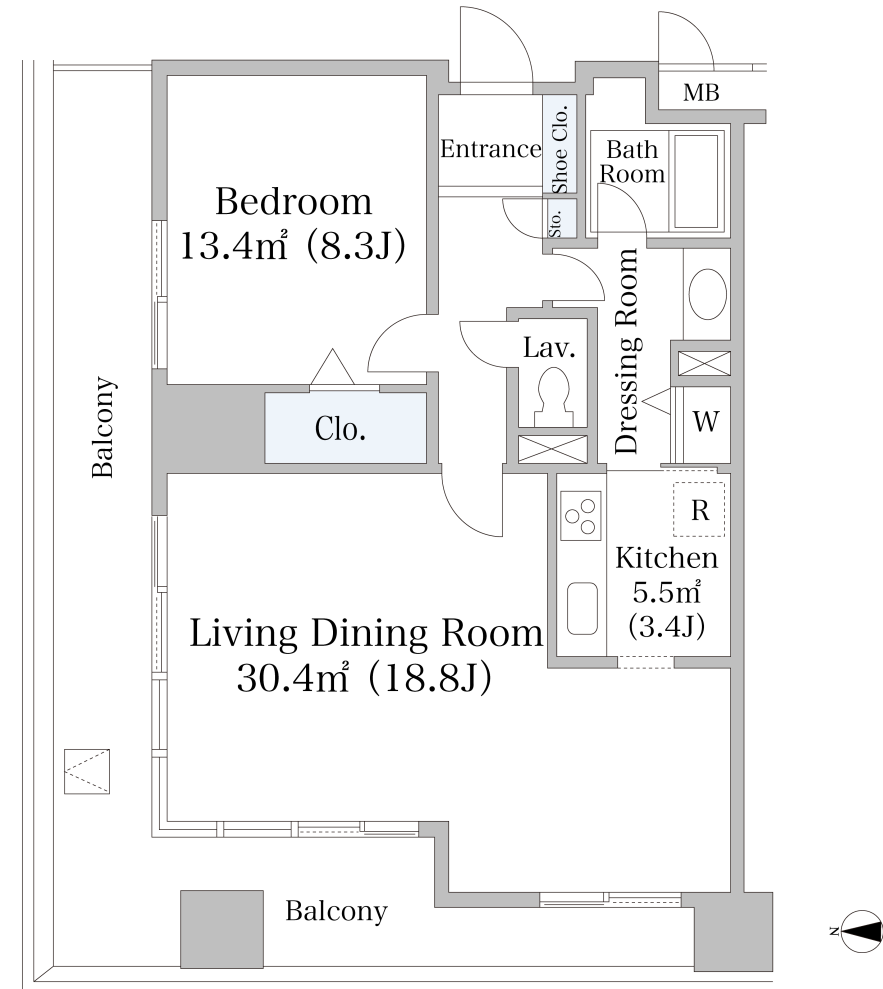 MB
Entrance
Shoe Clo.
Bath
Room
Bedroom
13.4㎡ (8.3J)
Sto.
Dressing Room
Lav.
Balcony
Clo.
W
R
Kitchen
5.5㎡
(3.4J)
Living Dining Room
30.4㎡ (18.8J)
Balcony
N